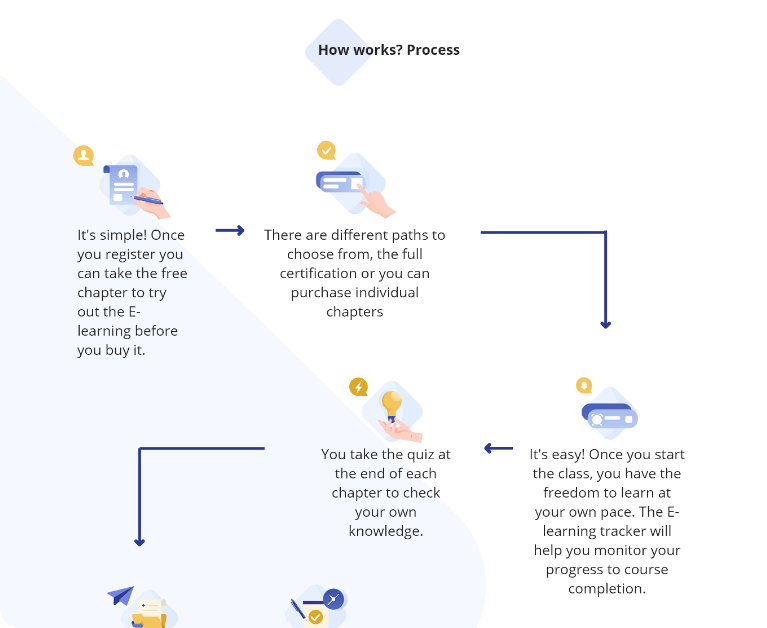 How works? Process
It's simple! Once
you register you
can take the free
chapter to try
out the E-
learning before
you buy it.
There are different paths to
choose from, the full
certification or you can
purchase individual
chapters
It's easy! Once you start
the class, you have the
freedom to learn at
your own pace. The E-
learning tracker will
help you monitor your
progress to course
completion.
You take the quiz at
the end of each
chapter to check
your own
knowledge.